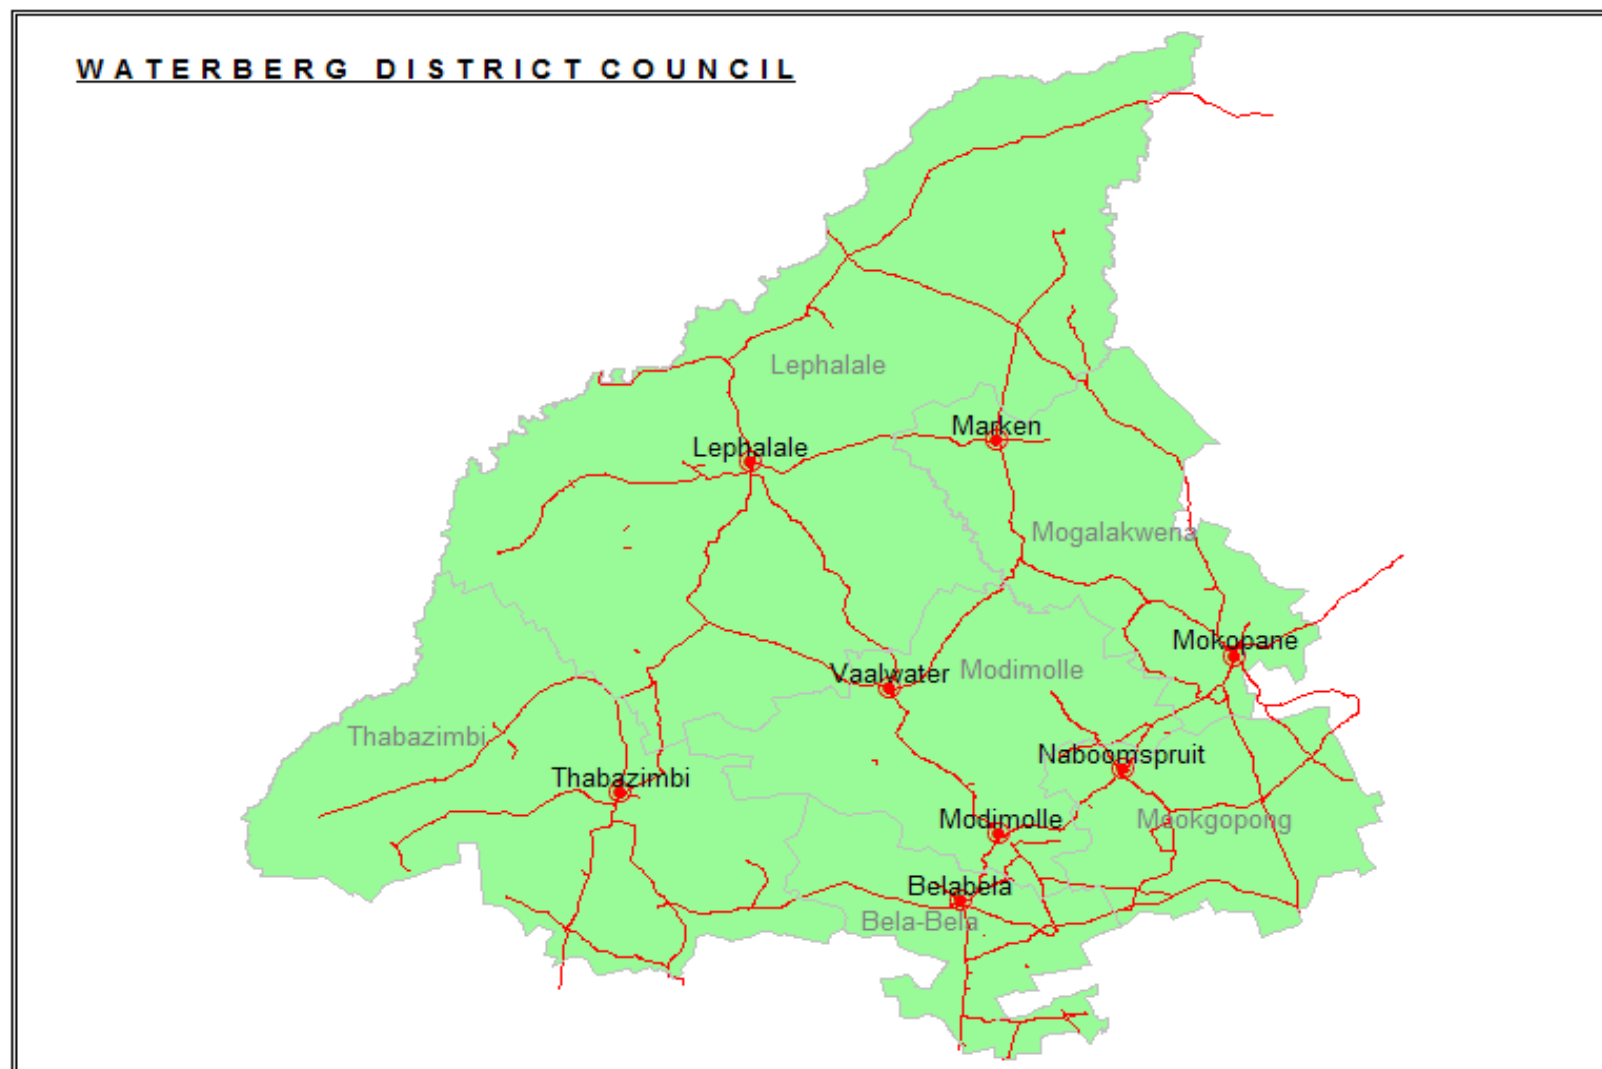 WATERBERG DISTRICT COUNCIL
Lephalale
Marken
Lephalale
Mogalakwena
Mokopane
Modimolle
Vaalwater
Thabazimbi
Naboomspruit
Thabazimbi
Modimolle
Mookgopong
Belabela
Bela-Bela